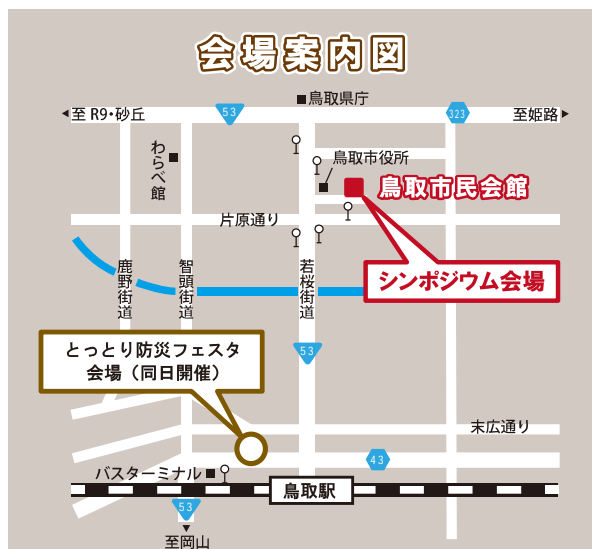 会場案内図
鳥取県庁
至 R9・砂丘
53
323
至姫路
わらべ館
鳥取市役所
鳥取市民会館
片原通り
鹿野街道
智頭街道
若桜街道
シンポジウム会場
とっとり防災フェスタ
会場（同日開催）
53
末広通り
43
バスターミナル
鳥取駅
53
至岡山